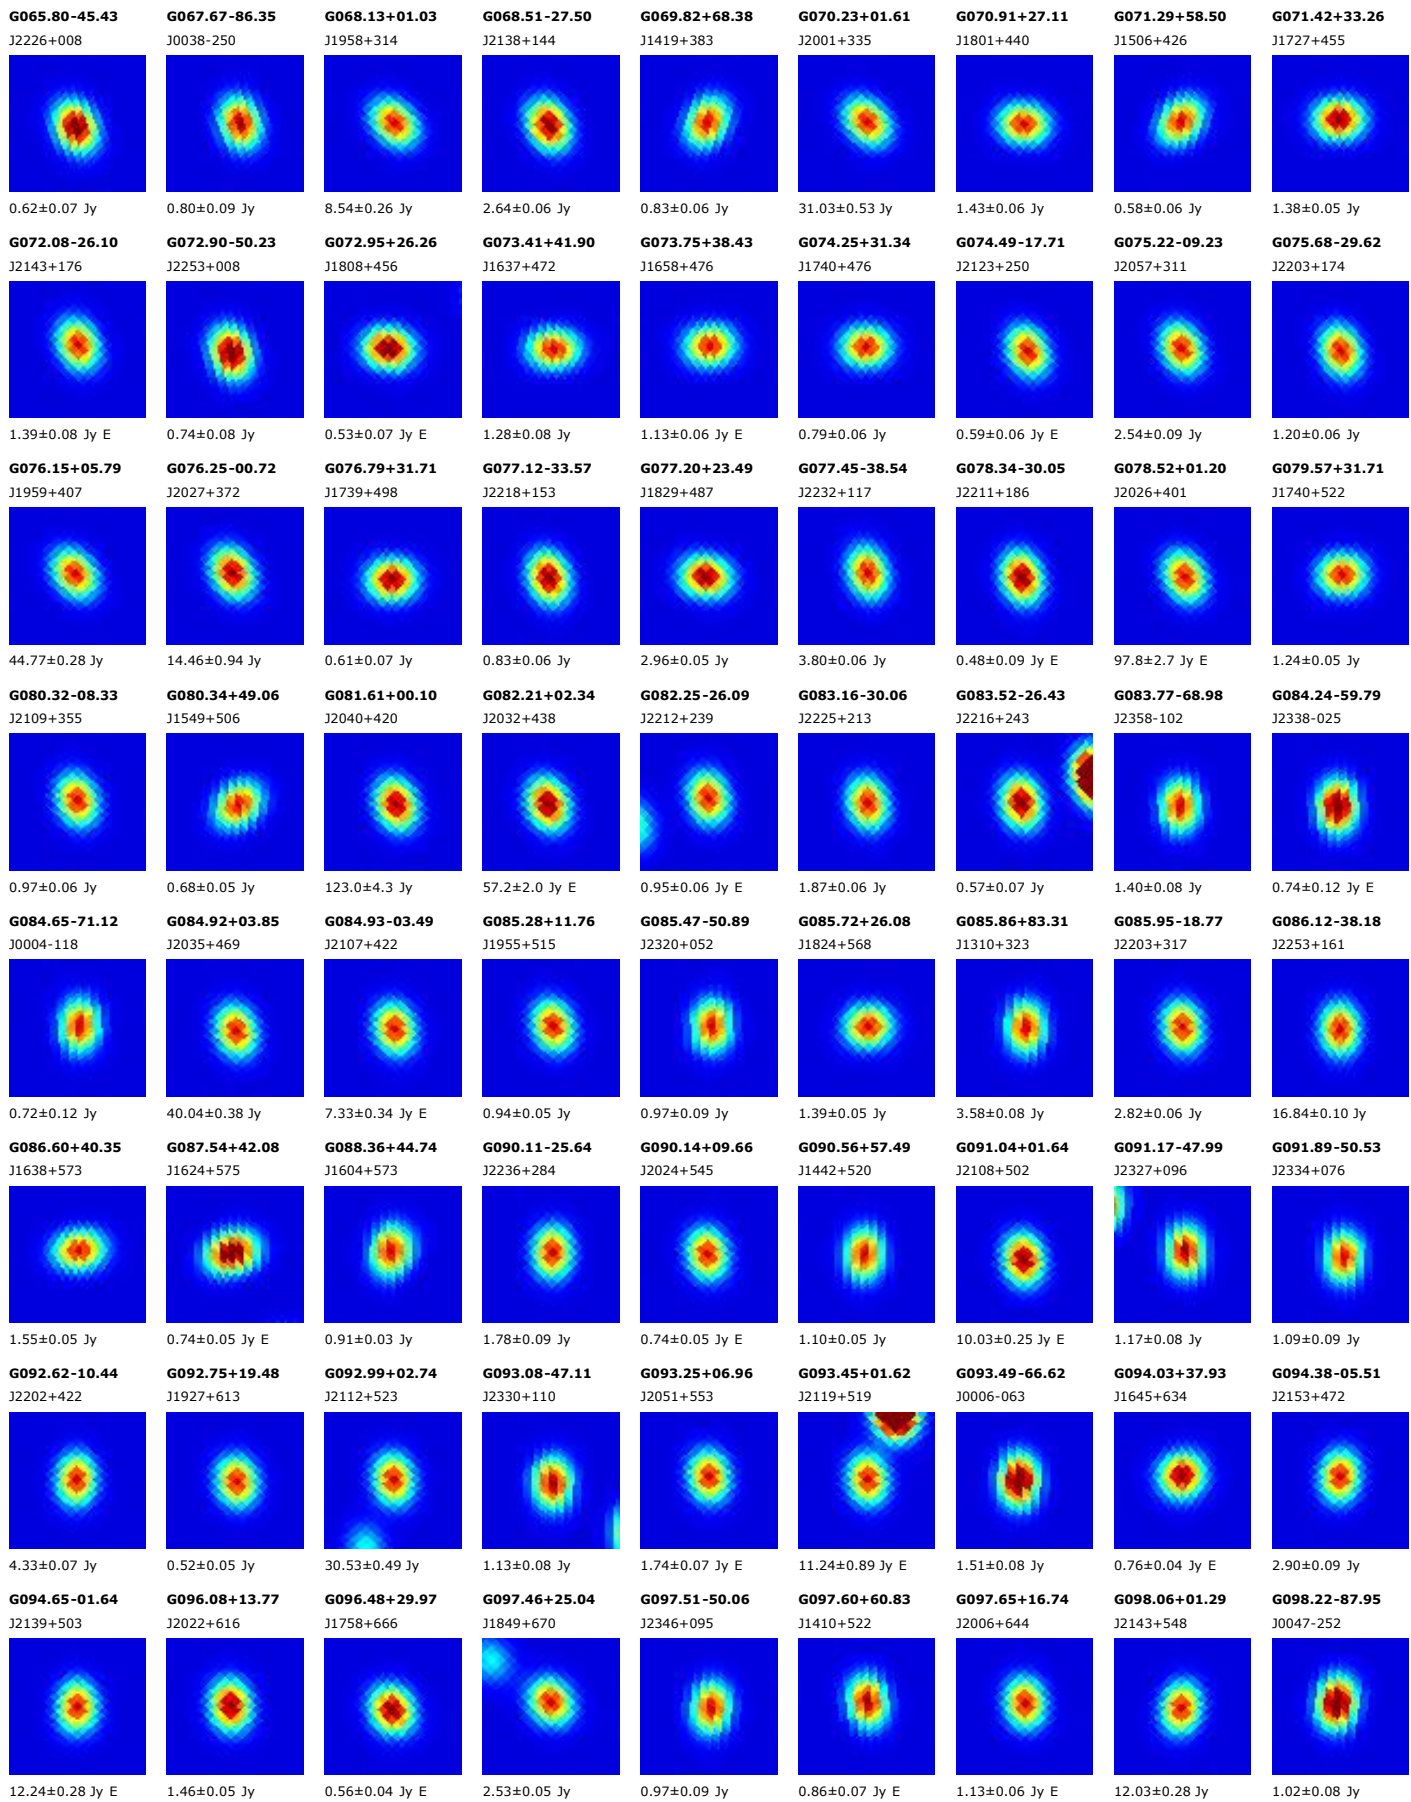 G065.80-45.43 G067.67-86.35 G068.13+01.03 G068.51-27.50 G069.82+68.38 G070.23+01.61 G070.91+27.11 G071.29+58.50 G071.42+33.26
J2226+008 J0038-250 J1958+314 J2138+144 J1419+383 J2001+335 J1801+440 J1506+426 J1727+455
0.62±0.07 Jy 0.80±0.09 Jy 8.54±0.26 Jy 2.64±0.06 Jy 0.83±0.06 Jy 31.03±0.53 Jy 1.43±0.06 Jy 0.58±0.06 Jy 1.38±0.05 Jy
G072.08-26.10 G072.90-50.23 G072.95+26.26 G073.41+41.90 G073.75+38.43 G074.25+31.34 G074.49-17.71 G075.22-09.23 G075.68-29.62
J2143+176 J2253+008 J1808+456 J1637+472 J1658+476 J1740+476 J2123+250 J2057+311 J2203+174
1.39±0.08 Jy E 0.74±0.08 Jy 0.53±0.07 Jy E 1.28±0.08 Jy 1.13±0.06 Jy E 0.79±0.06 Jy 0.59±0.06 Jy E 2.54±0.09 Jy 1.20±0.06 Jy
G076.15+05.79 G076.25-00.72 G076.79+31.71 G077.12-33.57 G077.20+23.49 G077.45-38.54 G078.34-30.05 G078.52+01.20 G079.57+31.71
J1959+407 J2027+372 J1739+498 J2218+153 J1829+487 J2232+117 J2211+186 J2026+401 J1740+522
44.77±0.28 Jy 14.46±0.94 Jy 0.61±0.07 Jy 0.83±0.06 Jy 2.96±0.05 Jy 3.80±0.06 Jy 0.48±0.09 Jy E 97.8±2.7 Jy E 1.24±0.05 Jy
G080.32-08.33 G080.34+49.06 G081.61+00.10 G082.21+02.34 G082.25-26.09 G083.16-30.06 G083.52-26.43 G083.77-68.98 G084.24-59.79
J2109+355 J1549+506 J2040+420 J2032+438 J2212+239 J2225+213 J2216+243 J2358-102 J2338-025
0.97±0.06 Jy 0.68±0.05 Jy 123.0±4.3 Jy 57.2±2.0 Jy E 0.95±0.06 Jy E 1.87±0.06 Jy 0.57±0.07 Jy 1.40±0.08 Jy 0.74±0.12 Jy E
G084.65-71.12 G084.92+03.85 G084.93-03.49 G085.28+11.76 G085.47-50.89 G085.72+26.08 G085.86+83.31 G085.95-18.77 G086.12-38.18
J0004-118 J2035+469 J2107+422 J1955+515 J2320+052 J1824+568 J1310+323 J2203+317 J2253+161
0.72±0.12 Jy 40.04±0.38 Jy 7.33±0.34 Jy E 0.94±0.05 Jy 0.97±0.09 Jy 1.39±0.05 Jy 3.58±0.08 Jy 2.82±0.06 Jy 16.84±0.10 Jy
G086.60+40.35 G087.54+42.08 G088.36+44.74 G090.11-25.64 G090.14+09.66 G090.56+57.49 G091.04+01.64 G091.17-47.99 G091.89-50.53
J1638+573 J1624+575 J1604+573 J2236+284 J2024+545 J1442+520 J2108+502 J2327+096 J2334+076
1.55±0.05 Jy 0.74±0.05 Jy E 0.91±0.03 Jy 1.78±0.09 Jy 0.74±0.05 Jy E 1.10±0.05 Jy 10.03±0.25 Jy E 1.17±0.08 Jy 1.09±0.09 Jy
G092.62-10.44 G092.75+19.48 G092.99+02.74 G093.08-47.11 G093.25+06.96 G093.45+01.62 G093.49-66.62 G094.03+37.93 G094.38-05.51
J2202+422 J1927+613 J2112+523 J2330+110 J2051+553 J2119+519 J0006-063 J1645+634 J2153+472
4.33±0.07 Jy 0.52±0.05 Jy 30.53±0.49 Jy 1.13±0.08 Jy 1.74±0.07 Jy E 11.24±0.89 Jy E 1.51±0.08 Jy 0.76±0.04 Jy E 2.90±0.09 Jy
G094.65-01.64 G096.08+13.77 G096.48+29.97 G097.46+25.04 G097.51-50.06 G097.60+60.83 G097.65+16.74 G098.06+01.29 G098.22-87.95
J2139+503 J2022+616 J1758+666 J1849+670 J2346+095 J1410+522 J2006+644 J2143+548 J0047-252
12.24±0.28 Jy E 1.46±0.05 Jy 0.56±0.04 Jy E 2.53±0.05 Jy 0.97±0.09 Jy 0.86±0.07 Jy E 1.13±0.06 Jy E 12.03±0.28 Jy 1.02±0.08 Jy